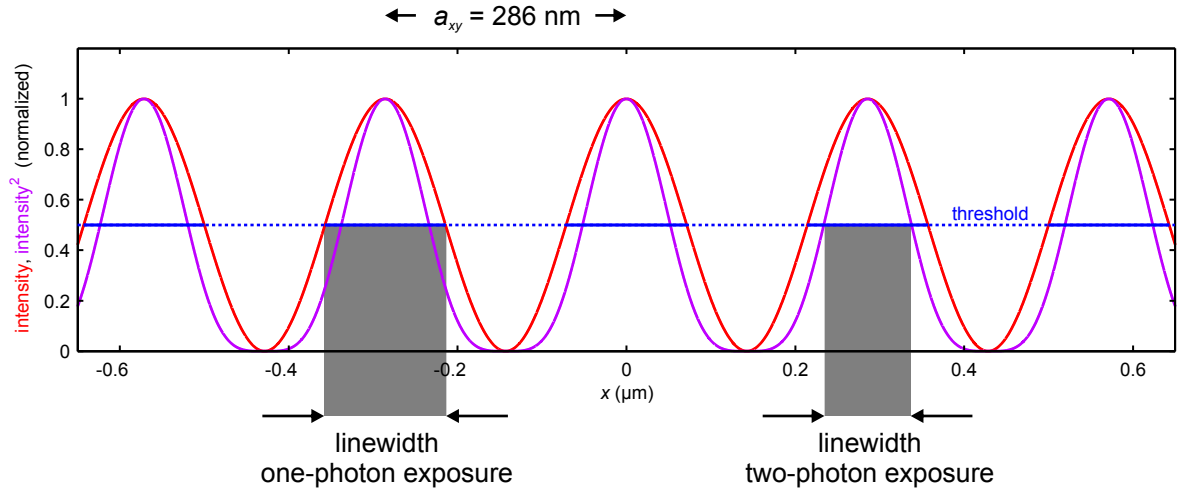 a_xy = 286 nm
intensity, intensity² (normalized)
1
0.8
0.6
0.4
0.2
0
threshold
-0.6
-0.4
-0.2
0
0.2
0.4
0.6
x (µm)
linewidth
one-photon exposure
linewidth
two-photon exposure